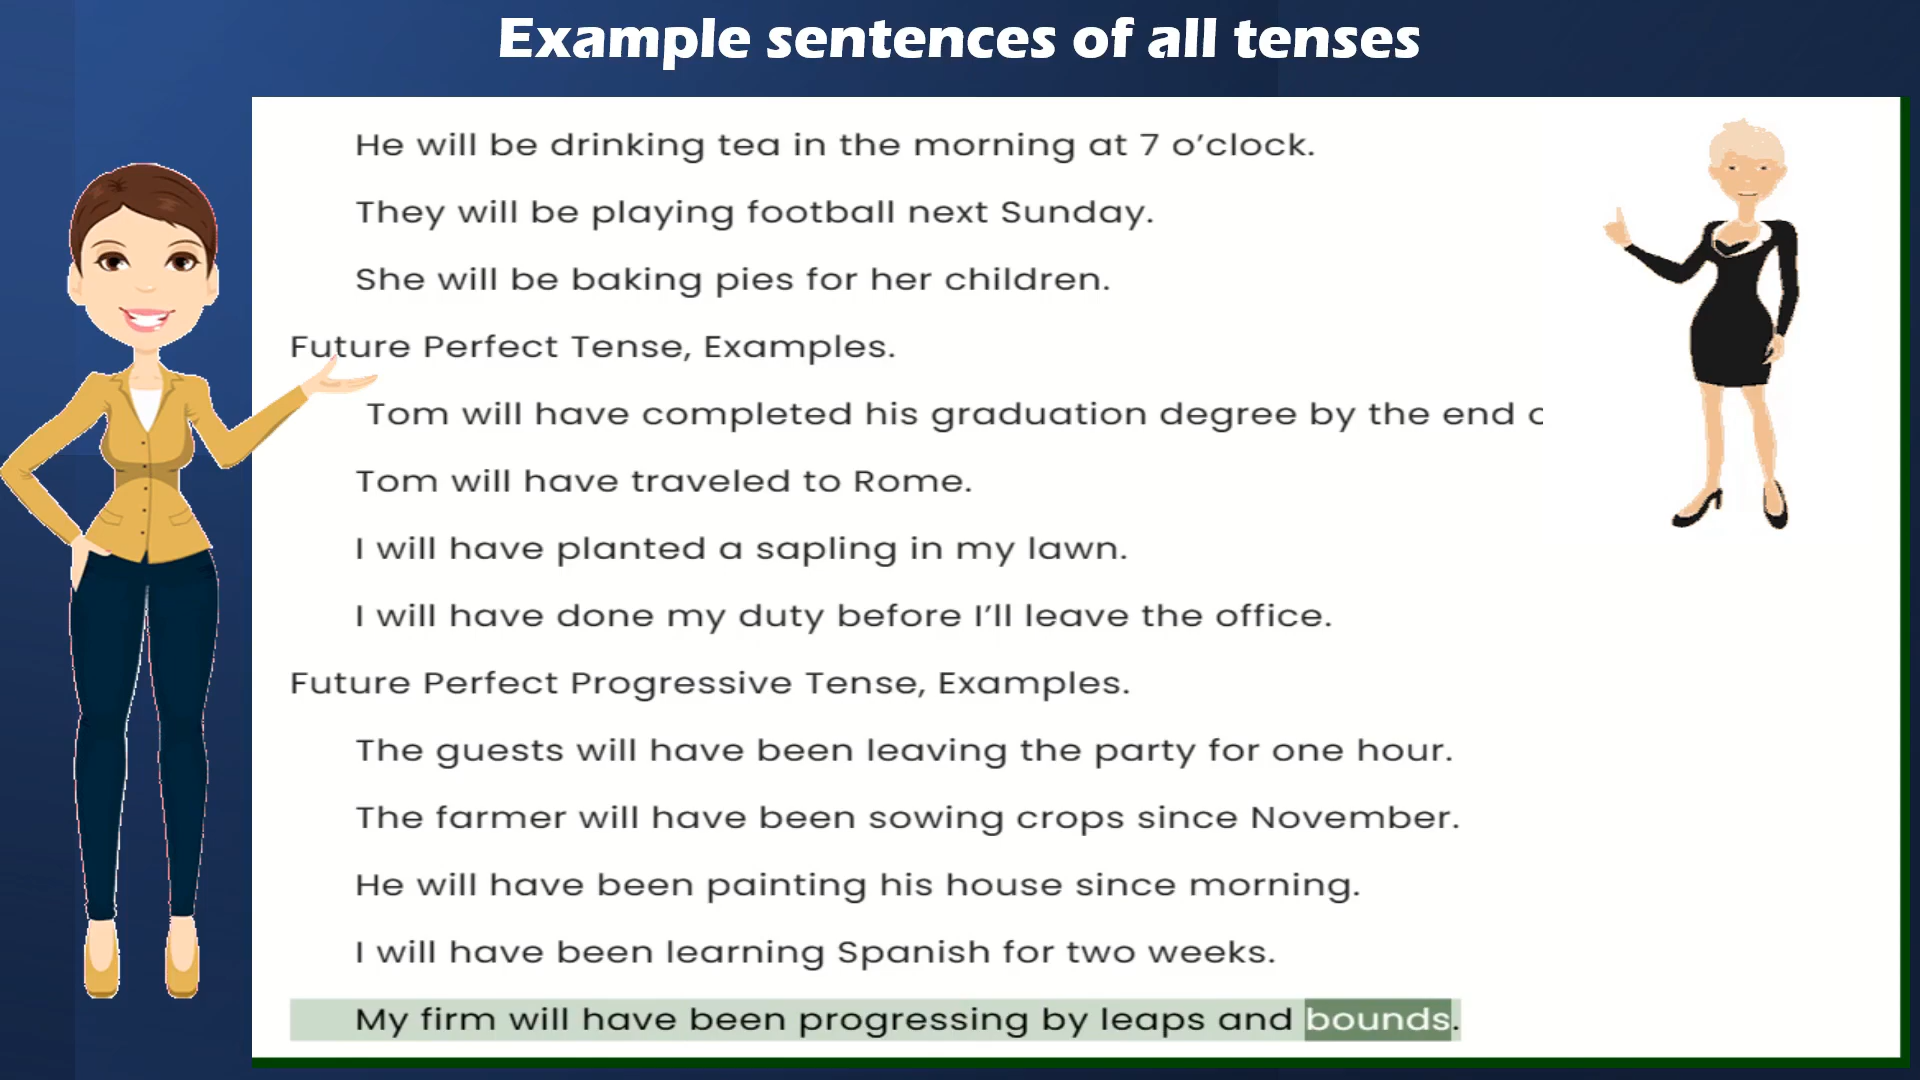 Example sentences of all tenses
He will be drinking tea in the morning at 7 o’clock.
They will be playing football next Sunday.
She will be baking pies for her children.
Future Perfect Tense, Examples.
Tom will have completed his graduation degree by the end
Tom will have traveled to Rome.
I will have planted a sapling in my lawn.
I will have done my duty before I’ll leave the office.
Future Perfect Progressive Tense, Examples.
The guests will have been leaving the party for one hour.
The farmer will have been sowing crops since November.
He will have been painting his house since morning.
I will have been learning Spanish for two weeks.
My firm will have been progressing by leaps and bounds.